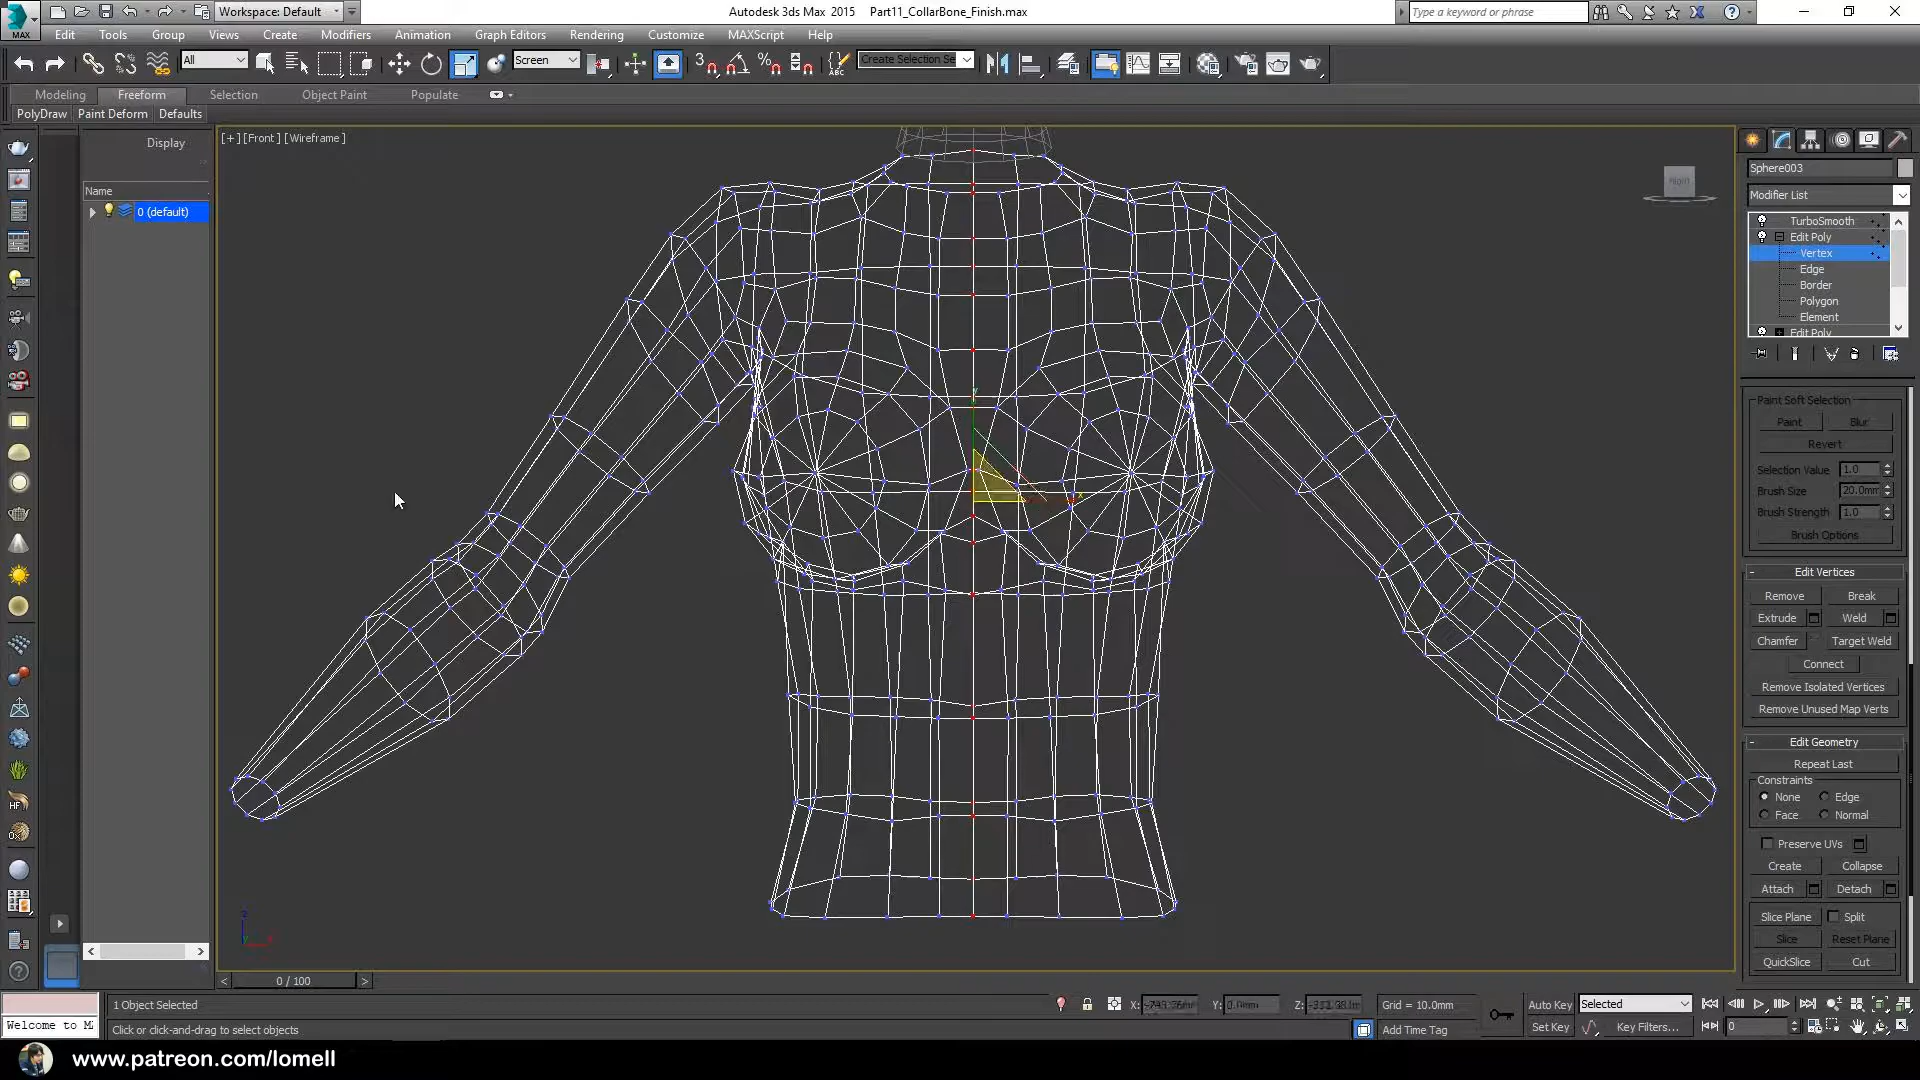 Workspace: Default
Autodesk 3ds Max 2015 Part11_CollarBone_Finish.max
Type a keyword or phrase
MAX
Edit Tools Group Views Create Modifiers Animation Graph Editors Rendering Customize MAXScript Help
All
Screen
Create Selection Se
Modeling Freeform Selection Object Paint Populate
PolyDraw Paint Deform Defaults
Display
Name
0 (default)
[+] [Front] [Wireframe]
Sphere003
Modifier List
TurboSmooth
Edit Poly
Vertex
Edge
Border
Polygon
Element
Edit Poly
Paint Soft Selection
Paint Blur
Revert
Selection Value 1.0
Brush Size 20.0mm
Brush Strength 1.0
Brush Options
- Edit Vertices
Remove Break
Extrude Weld
Chamfer Target Weld
Connect
Remove Isolated Vertices
Remove Unused Map Verts
- Edit Geometry
Repeat Last
Constraints
None Edge
Face Normal
Preserve UVs
Create Collapse
Attach Detach
Slice Plane Split
Slice Reset Plane
QuickSlice Cut
< 0 / 100 >
1 Object Selected
X: Y: 0.0mm Z: Grid = 10.0mm
Auto Key Selected
Welcome to M
Click or click-and-drag to select objects
Add Time Tag
Set Key Key Filters... 0
www.patreon.com/lomell